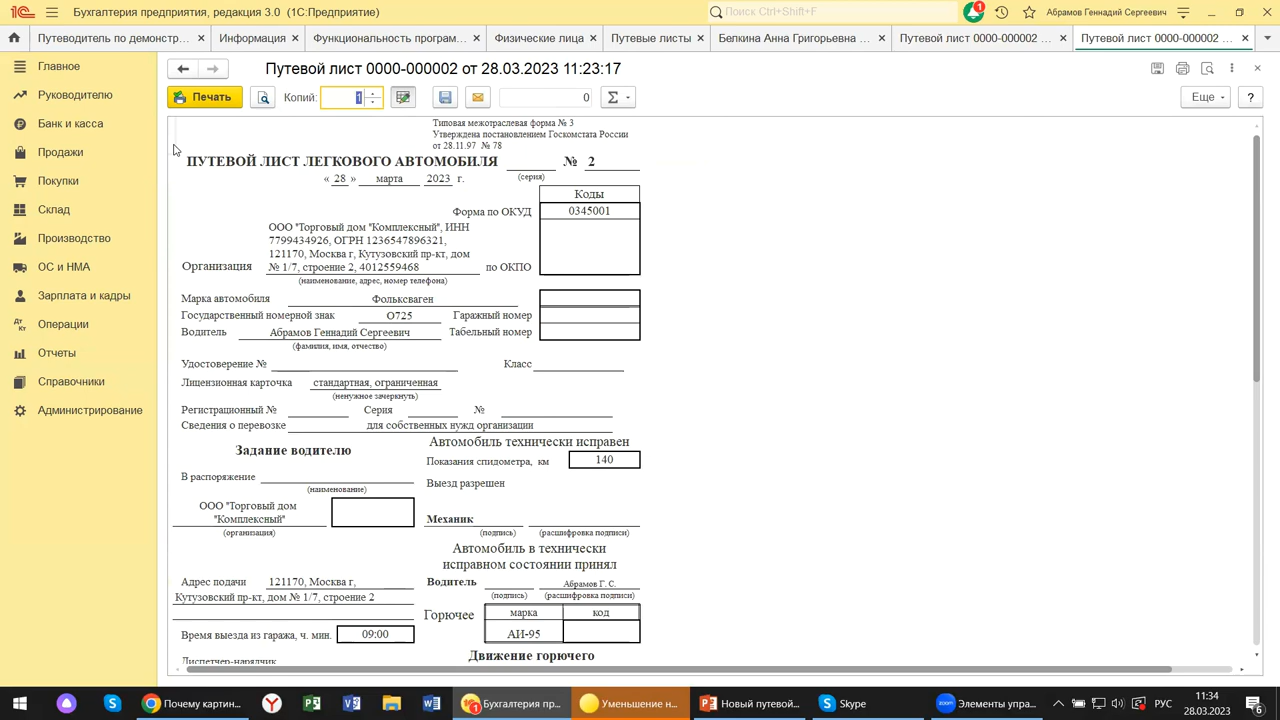 Бухгалтерия предприятия, редакция 3.0 (1С:Предприятие)
Поиск Ctrl+Shift+F
1
Абрамов Геннадий Сергеевич
Путеводитель по демонстр...
Информация
Функциональность програм...
Физические лица
Путевые листы
Белкина Анна Григорьевна ...
Путевой лист 0000-000002 ...
Путевой лист 0000-000002 ...
Путевой лист 0000-000002 от 28.03.2023 11:23:17
Печать
Копий:
1
0
Σ
Еще
?
Главное
Руководителю
Банк и касса
Продажи
Покупки
Склад
Производство
ОС и НМА
Зарплата и кадры
Дт
Кт
Операции
Отчеты
Справочники
Администрирование
Типовая межотраслевая форма № 3
Утверждена постановлением Госкомстата России
от 28.11.97 № 78
ПУТЕВОЙ ЛИСТ ЛЕГКОВОГО АВТОМОБИЛЯ № 2
(серия)
« 28 » марта 2023 г.
Коды
Форма по ОКУД 0345001
ООО "Торговый дом "Комплексный", ИНН
7799434926, ОГРН 1236547896321,
121170, Москва г, Кутузовский пр-кт, дом
Организация № 1/7, строение 2, 4012559468 по ОКПО
(наименование, адрес, номер телефона)
Марка автомобиля Фольксваген
Государственный номерной знак О725 Гаражный номер
Водитель Абрамов Геннадий Сергеевич Табельный номер
(фамилия, имя, отчество)
Удостоверение № Класс
Лицензионная карточка стандартная, ограниченная
(ненужное зачеркнуть)
Регистрационный № Серия №
Сведения о перевозке для собственных нужд организации
Автомобиль технически исправен
Задание водителю
Показания спидометра, км 140
В распоряжение
(наименование)
Выезд разрешен
ООО "Торговый дом
"Комплексный"
(организация)
Механик
(подпись) (расшифровка подписи)
Автомобиль в технически
исправном состоянии принял
Адрес подачи 121170, Москва г,
Кутузовский пр-кт, дом № 1/7, строение 2
Водитель Абрамов Г. С.
(подпись) (расшифровка подписи)
Горючее марка код
АИ-95
Время выезда из гаража, ч. мин. 09:00
Движение горючего
Диспетчер-нарядчик
РУ
Почему картин...
Бухгалтерия пр...
Уменьшение н...
Новый путевой...
Skype
Элементы упра...
11:34
28.03.2023
6